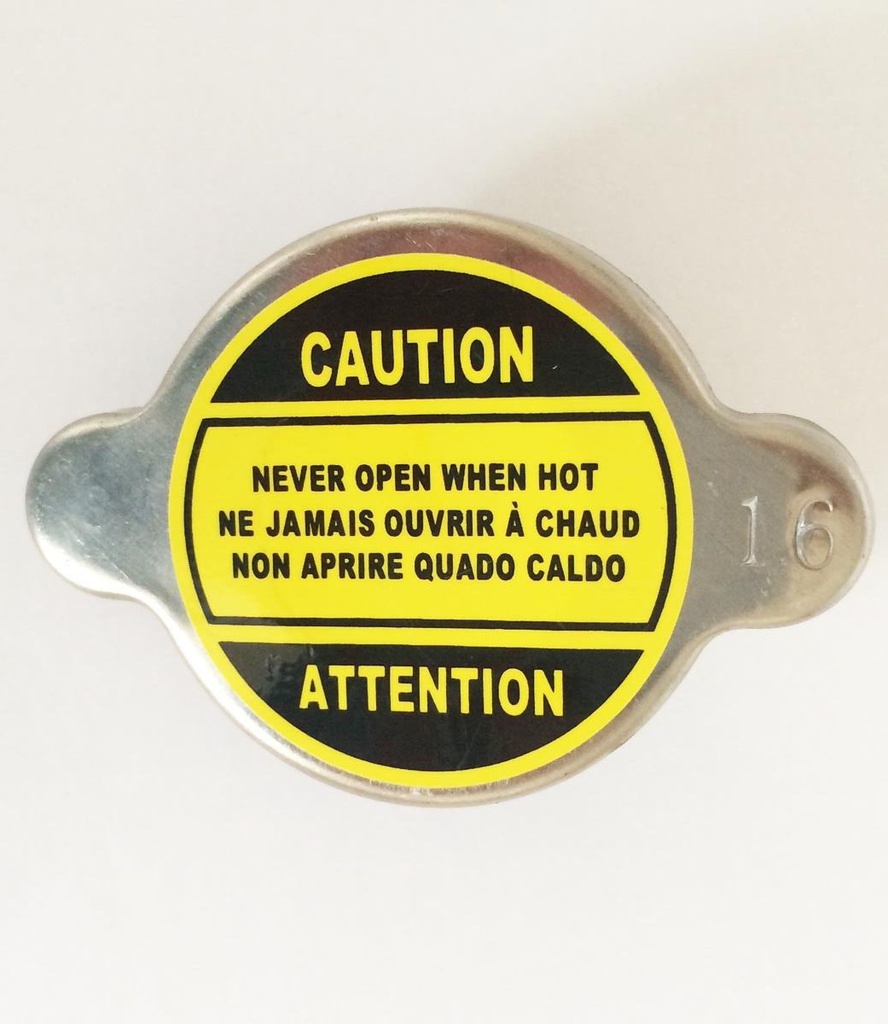 CAUTION
NEVER OPEN WHEN HOT
NE JAMAIS OUVRIR À CHAUD
NON APRIRE QUADO CALDO
16
ATTENTION